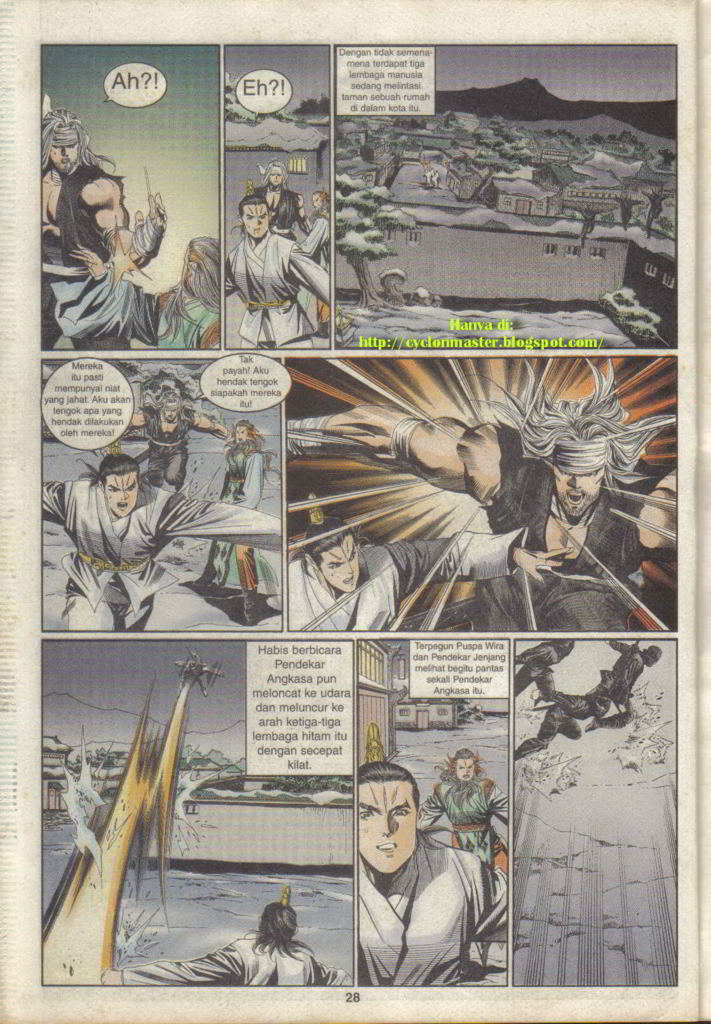 Ah?!
Eh?!
Dengan tidak semena-
mena terdapat tiga
lembaga manusia
sedang melintasi
taman sebuah rumah
di dalam kota itu.
Hanya di:
http://cyclonmaster.blogspot.com/
Mereka
itu pasti
mempunyai niat
yang jahat. Aku akan
tengok apa yang
hendak dilakukan
oleh mereka!
Tak
payah! Aku
hendak tengok
siapakah mereka
itu!
Habis berbicara
Pendekar
Angkasa pun
meloncat ke udara
dan meluncur ke
arah ketiga-tiga
lembaga hitam itu
dengan secepat
kilat.
Terpegun Puspa Wira
dan Pendekar Jenjang
melihat begitu pantas
sekali Pendekar
Angkasa itu.
28